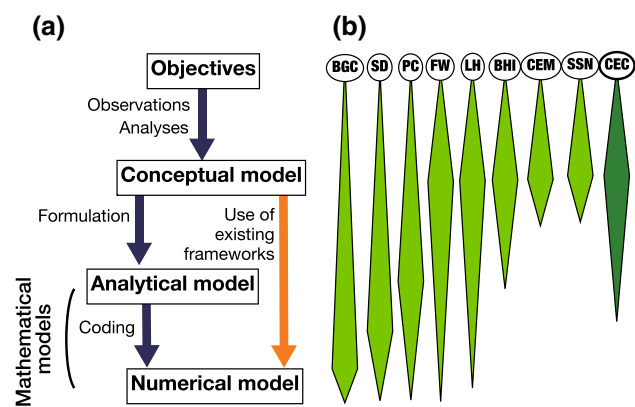 (a)
Objectives
Observations
Analyses
Conceptual model
Formulation
Use of
existing
frameworks
Analytical model
Mathematical
models
Coding
Numerical model
(b)
BGC SD PC FW LH BHI CEM SSN CEC